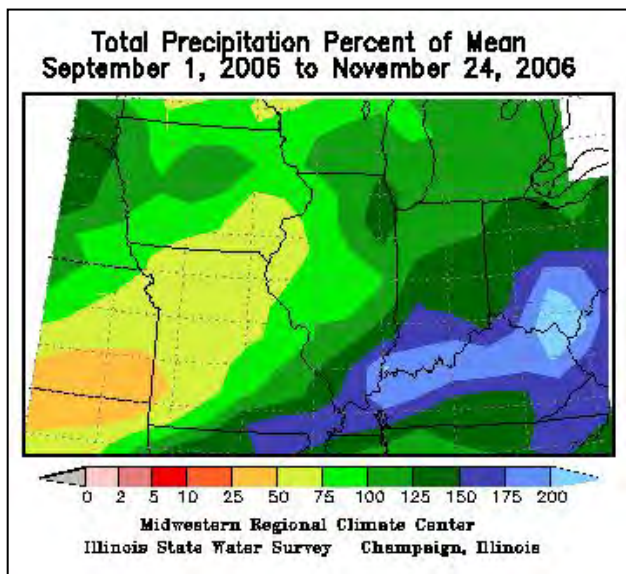 Total Precipitation Percent of Mean
September 1, 2006 to November 24, 2006
0 2 5 10 25 50 75 100 125 150 175 200
Midwestern Regional Climate Center
Illinois State Water Survey Champaign, Illinois